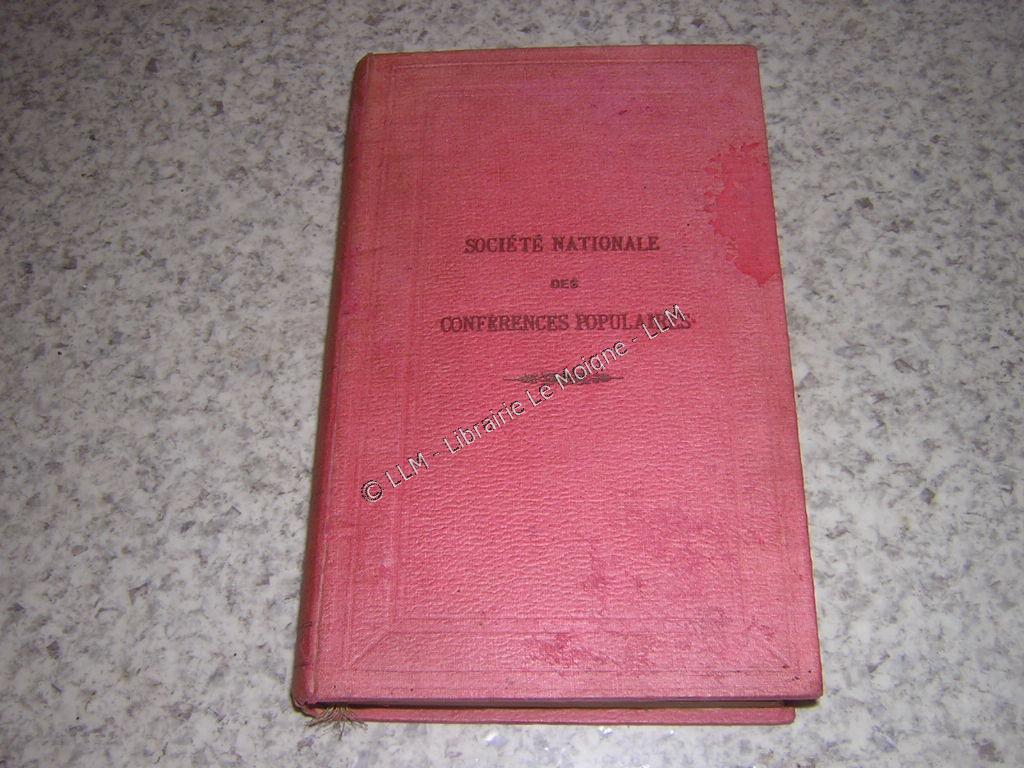 SOCIÉTÉ NATIONALE
DES
CONFÉRENCES POPULAIRES
© LLM - Librairie Le Moigne - LLM